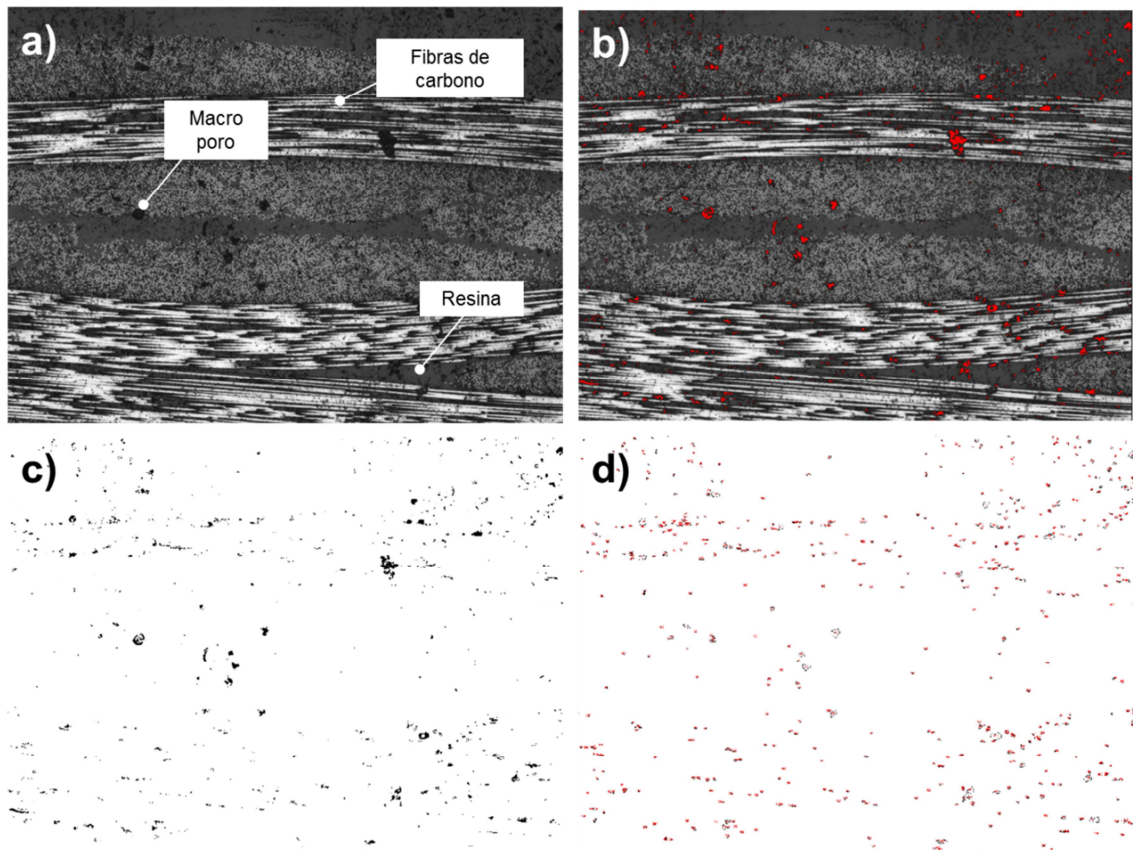 a)
Fibras de
carbono
Macro
poro
Resina
b)
c)
d)